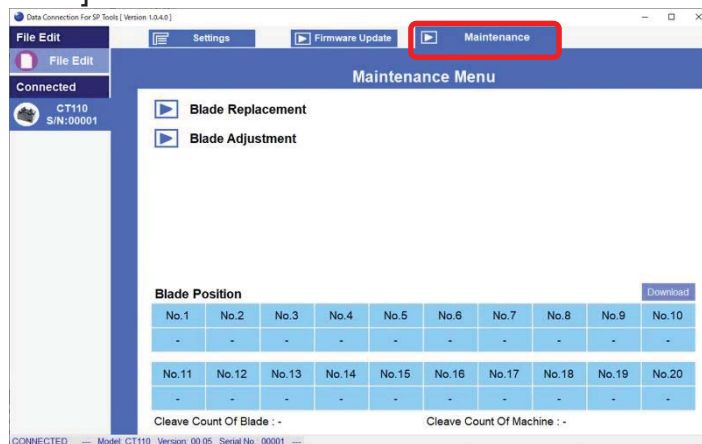 ]
Data Connection For SP Tools [ Version 1.0.4.0 ]
File Edit
Settings
Firmware Update
Maintenance
File Edit
Connected
CT110
S/N:00001
Maintenance Menu
Blade Replacement
Blade Adjustment
Blade Position
Download
No.1 No.2 No.3 No.4 No.5 No.6 No.7 No.8 No.9 No.10
- - - - - - - - - -
No.11 No.12 No.13 No.14 No.15 No.16 No.17 No.18 No.19 No.20
- - - - - - - - - -
Cleave Count Of Blade : - Cleave Count Of Machine : -
CONNECTED --- Model: CT110 Version: 00.05 Serial No. 00001 ---